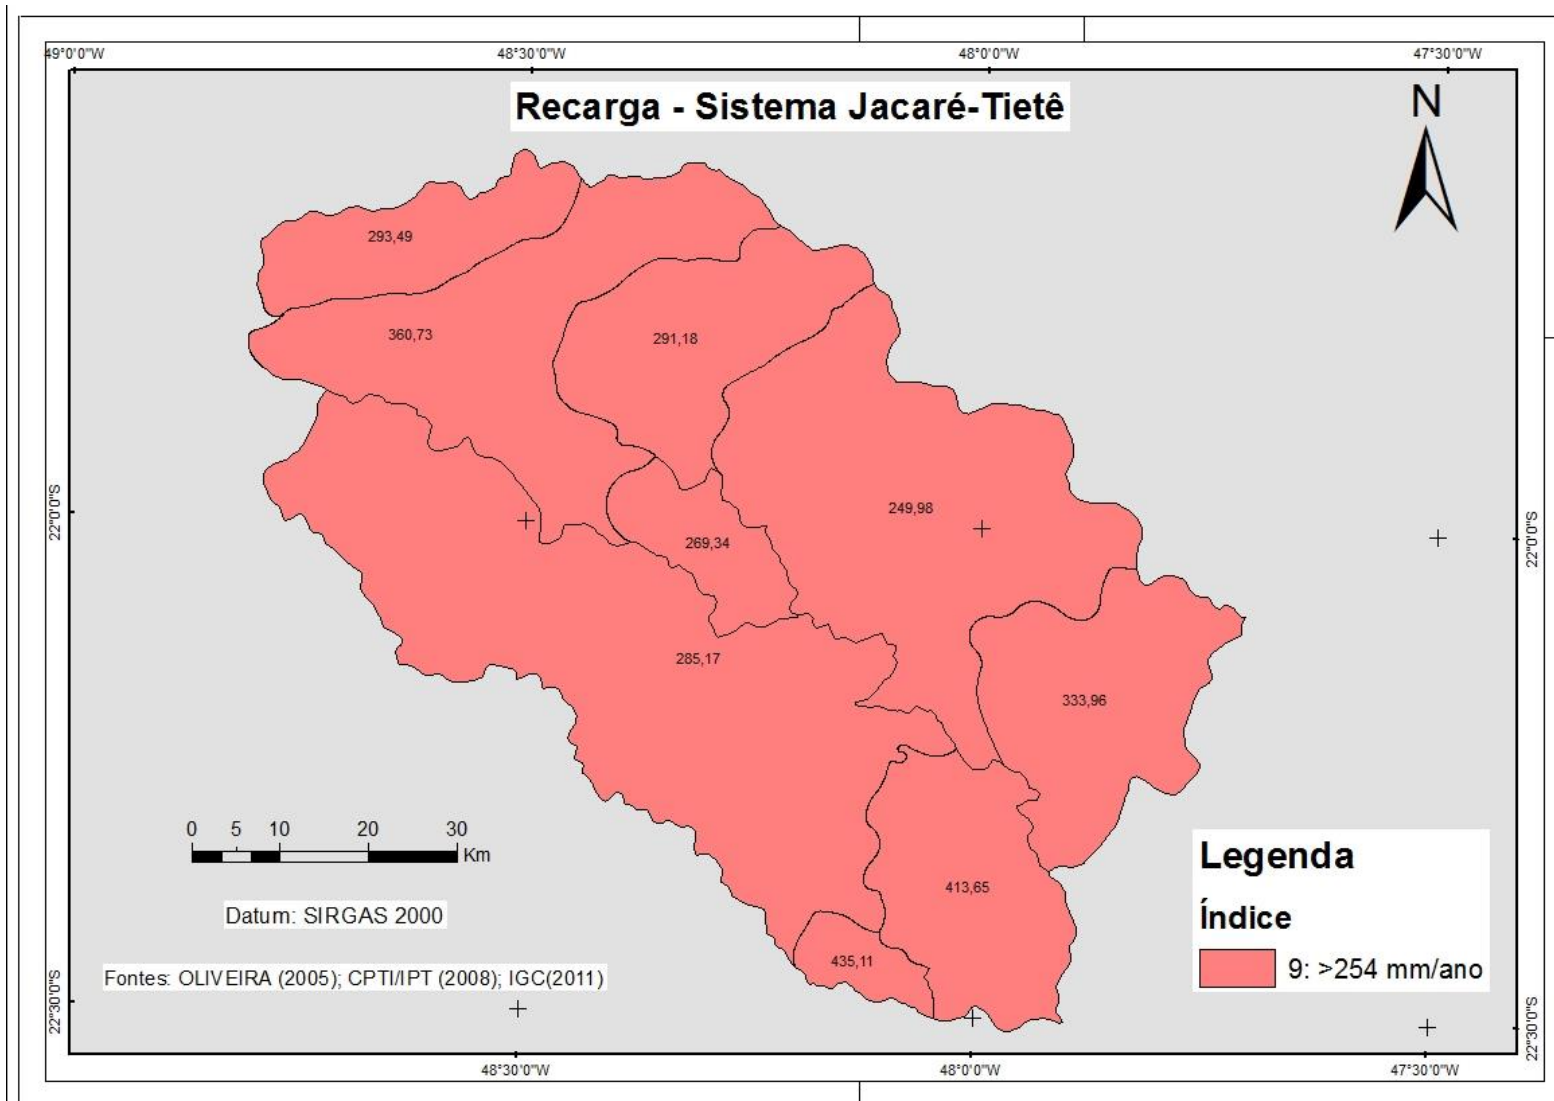 49°0'0"W
48°30'0"W
48°0'0"W
47°30'0"W
Recarga - Sistema Jacaré-Tietê
N
293,49
360,73
291,18
249,98
22°0'0"S
22°0'0"S
269,34
285,17
333,96
0 5 10 20 30
Km
413,65
Datum: SIRGAS 2000
435,11
Fontes: OLIVEIRA (2005); CPTI/IPT (2008); IGC(2011)
Legenda
Índice
9: >254 mm/ano
22°30'0"S
22°30'0"S
48°30'0"W
48°0'0"W
47°30'0"W